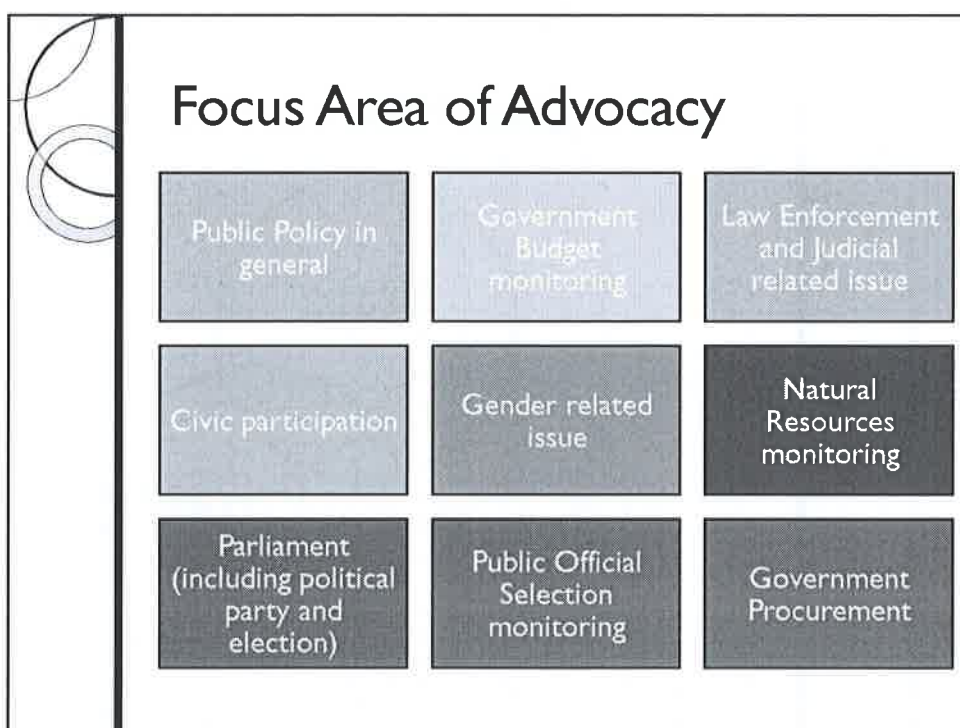 Focus Area of Advocacy
Public Policy in
general
Government
Budget
monitoring
Law Enforcement
and Judicial
related issue
Civic participation
Gender related
issue
Natural
Resources
monitoring
Parliament
(including political
party and
election)
Public Official
Selection
monitoring
Government
Procurement